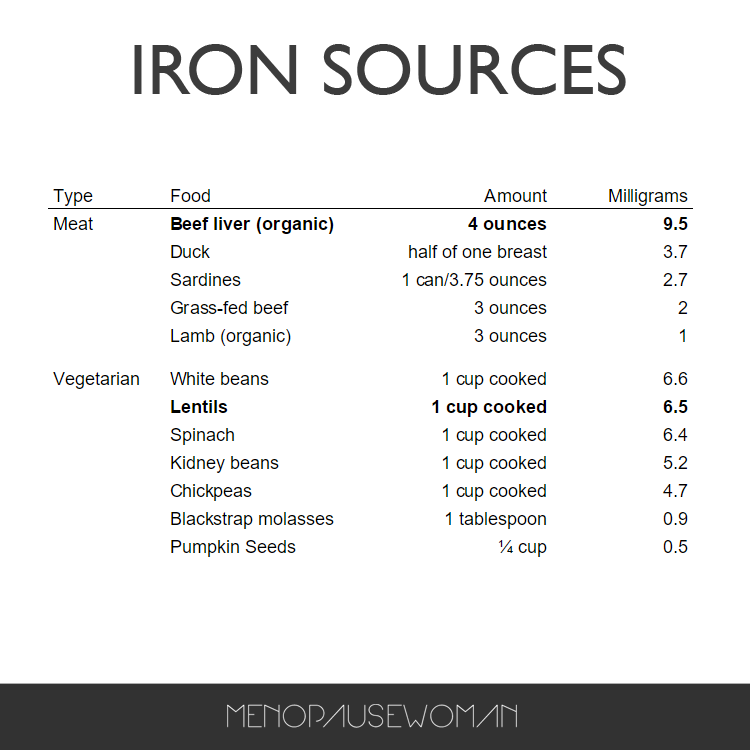 IRON SOURCES
Type Food Amount Milligrams
Meat Beef liver (organic) 4 ounces 9.5
Duck half of one breast 3.7
Sardines 1 can/3.75 ounces 2.7
Grass-fed beef 3 ounces 2
Lamb (organic) 3 ounces 1
Vegetarian White beans 1 cup cooked 6.6
Lentils 1 cup cooked 6.5
Spinach 1 cup cooked 6.4
Kidney beans 1 cup cooked 5.2
Chickpeas 1 cup cooked 4.7
Blackstrap molasses 1 tablespoon 0.9
Pumpkin Seeds ¼ cup 0.5
MENOPAUSEWOMAN